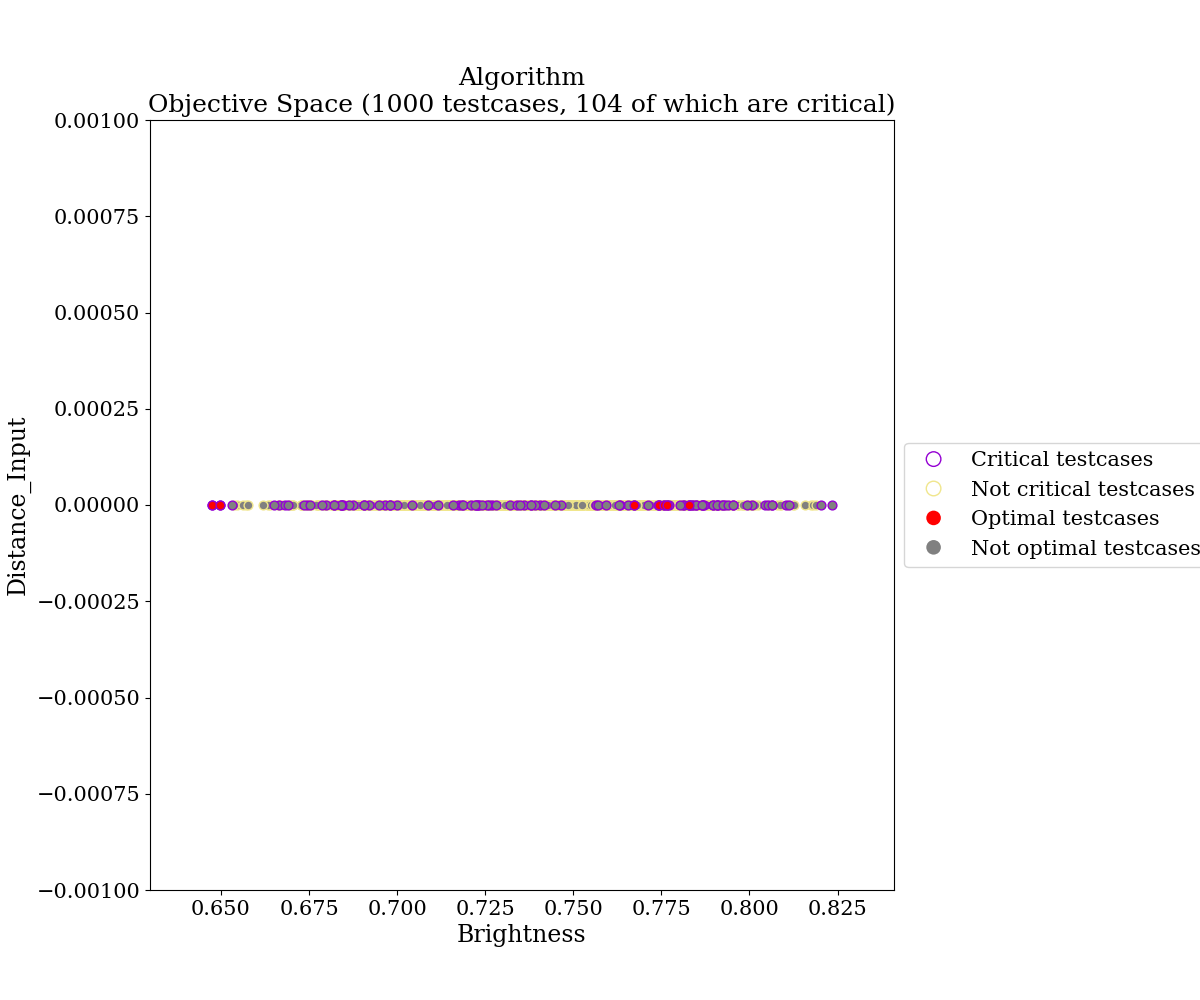 Algorithm
Objective Space (1000 testcases, 104 of which are critical)
0.00100
0.00075
0.00050
0.00025
0.00000
−0.00025
−0.00050
−0.00075
−0.00100
Distance_Input
0.650 0.675 0.700 0.725 0.750 0.775 0.800 0.825
Brightness
Critical testcases
Not critical testcases
Optimal testcases
Not optimal testcases